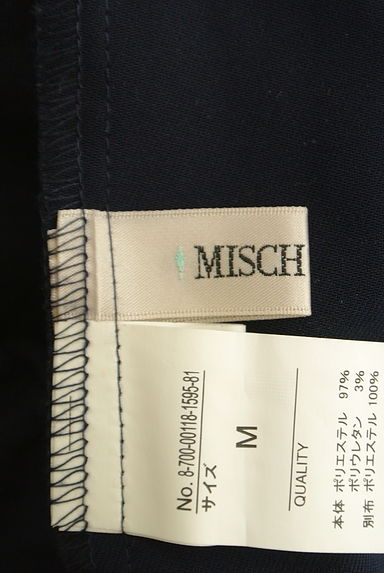 MISCH
No. 8-700-00118-1595-81
サイズ
M
QUALITY
本体 ポリエステル 97%
ポリウレタン 3%
別布 ポリエステル 100%